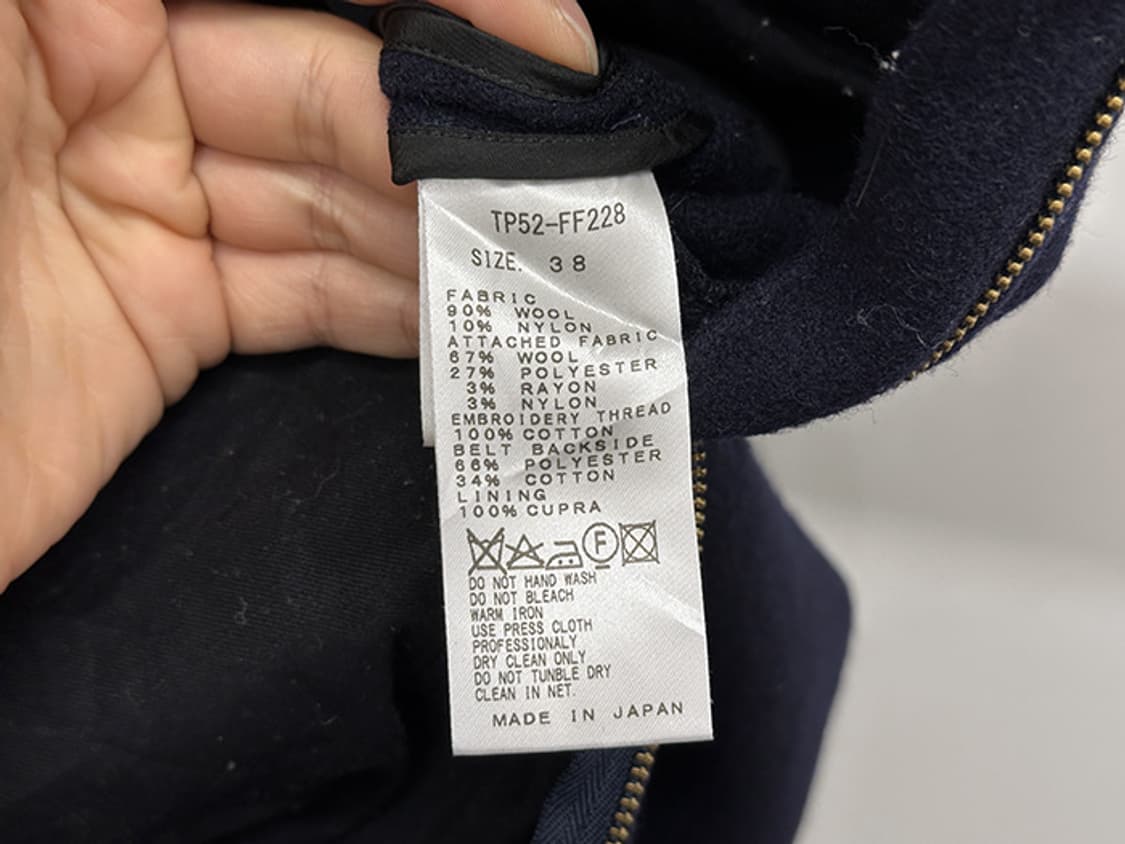 TP52-FF228
SIZE. 38
FABRIC
90% WOOL
10% NYLON
ATTACHED FABRIC
67% WOOL
27% POLYESTER
3% RAYON
3% NYLON
EMBROIDERY THREAD
100% COTTON
BELT BACKSIDE
66% POLYESTER
34% COTTON
LINING
100% CUPRA
F
DO NOT HAND WASH
DO NOT BLEACH
WARM IRON
USE PRESS CLOTH
PROFESSIONALY
DRY CLEAN ONLY
DO NOT TUNBLE DRY
CLEAN IN NET.
MADE IN JAPAN